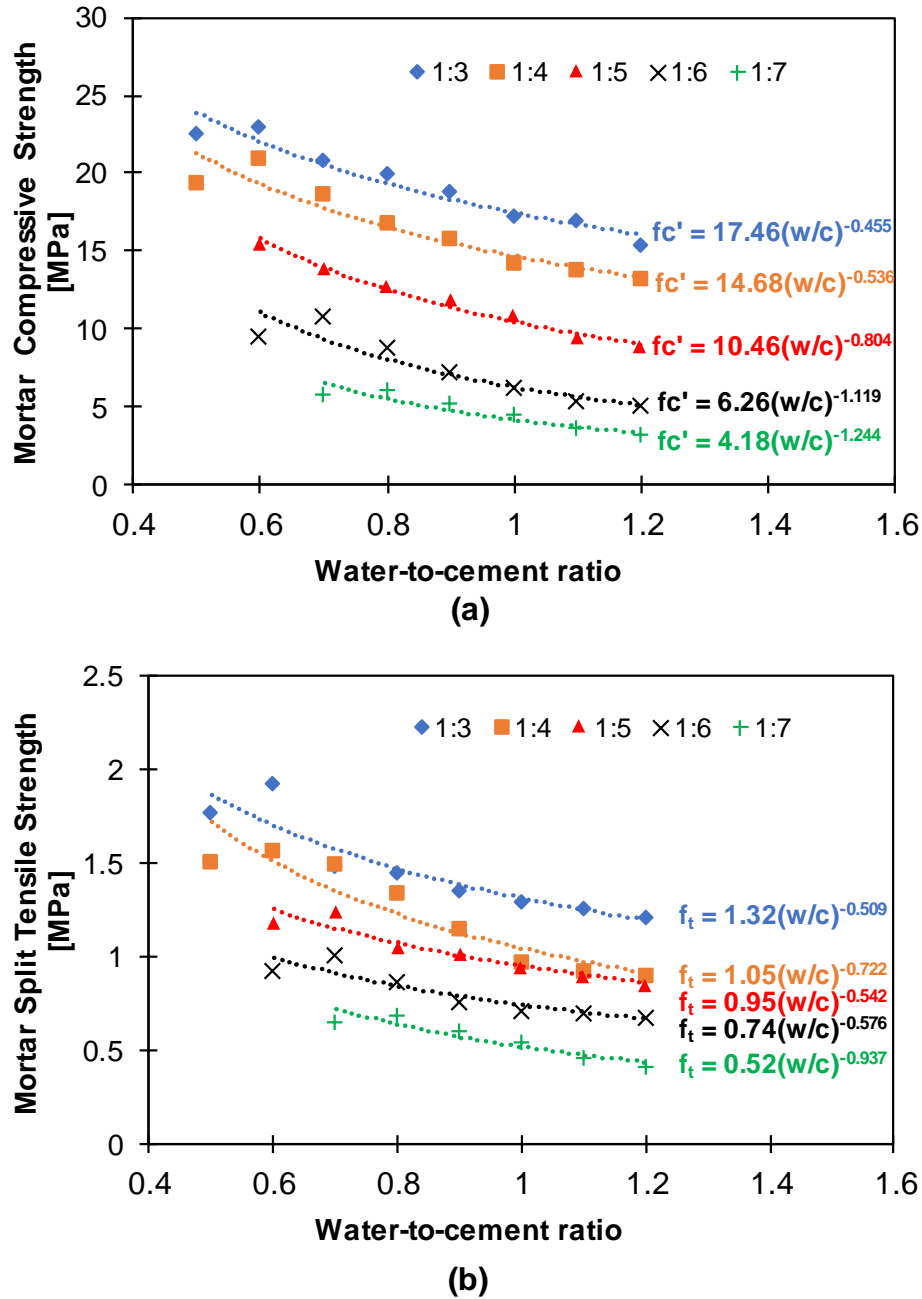 30
25
20
15
10
5
0
Mortar Compressive Strength
[MPa]
1:3 1:4 1:5 1:6 1:7
fc' = 17.46(w/c)-0.455
fc' = 14.68(w/c)-0.536
fc' = 10.46(w/c)-0.804
fc' = 6.26(w/c)-1.119
fc' = 4.18(w/c)-1.244
0.4 0.6 0.8 1 1.2 1.4 1.6
Water-to-cement ratio
(a)
2.5
2
1.5
1
0.5
0
Mortar Split Tensile Strength
[MPa]
1:3 1:4 1:5 1:6 1:7
ft = 1.32(w/c)-0.509
ft = 1.05(w/c)-0.722
ft = 0.95(w/c)-0.542
ft = 0.74(w/c)-0.576
ft = 0.52(w/c)-0.937
0.4 0.6 0.8 1 1.2 1.4 1.6
Water-to-cement ratio
(b)